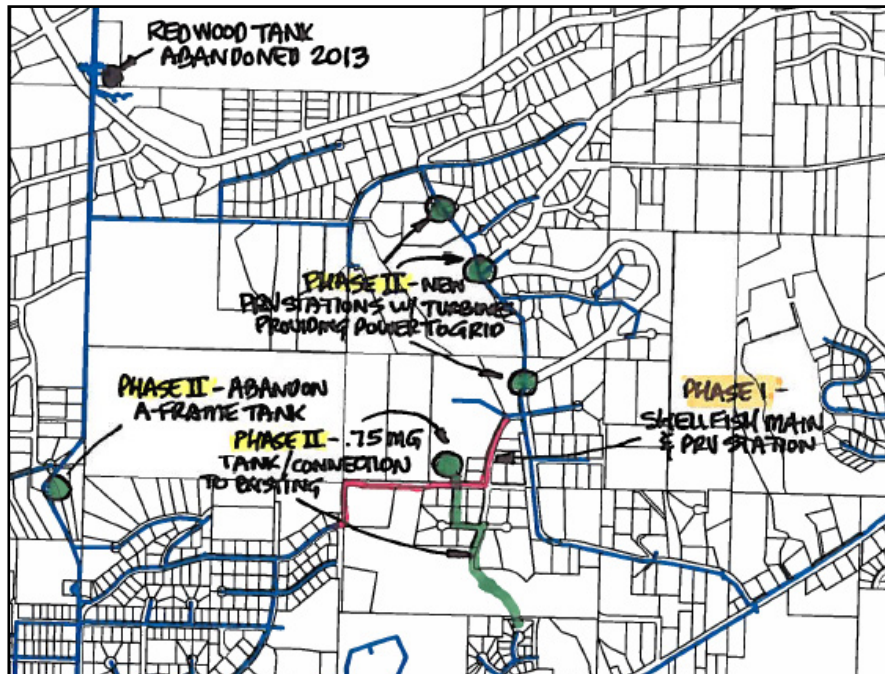 REDWOOD TANK
ABANDONED 2013
PHASE II - NEW
PRV STATIONS W/ TURBINES
PROVIDING POWER TO GRID
PHASE II - ABANDON
A-FRAME TANK
PHASE II - .75 MG
TANK/CONNECTION
TO EXISTING
PHASE I -
SHELLFISH MAIN
& PRV STATION